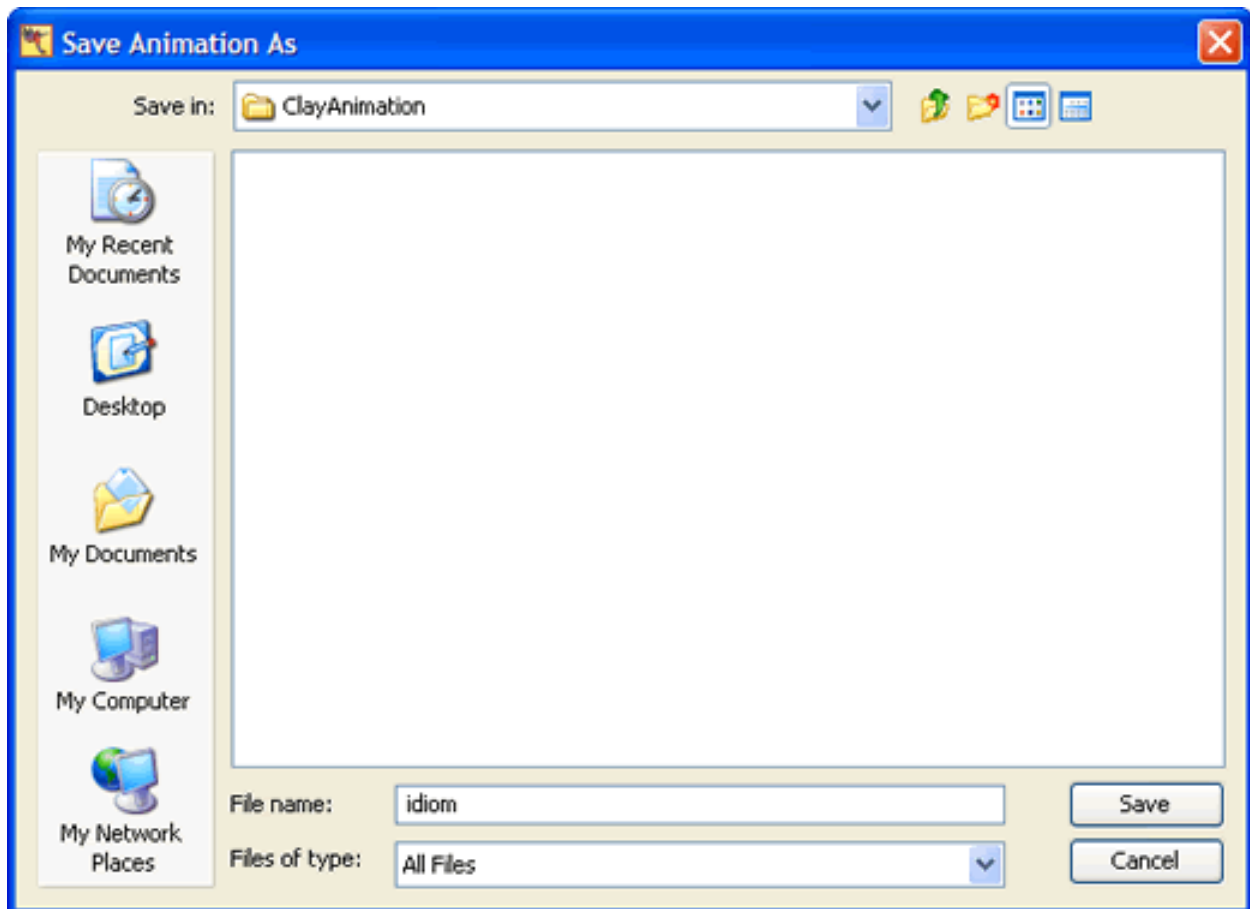 Save Animation As
Save in:
ClayAnimation
My Recent
Documents
Desktop
My Documents
My Computer
My Network
Places
File name:
idiom
Save
Files of type:
All Files
Cancel